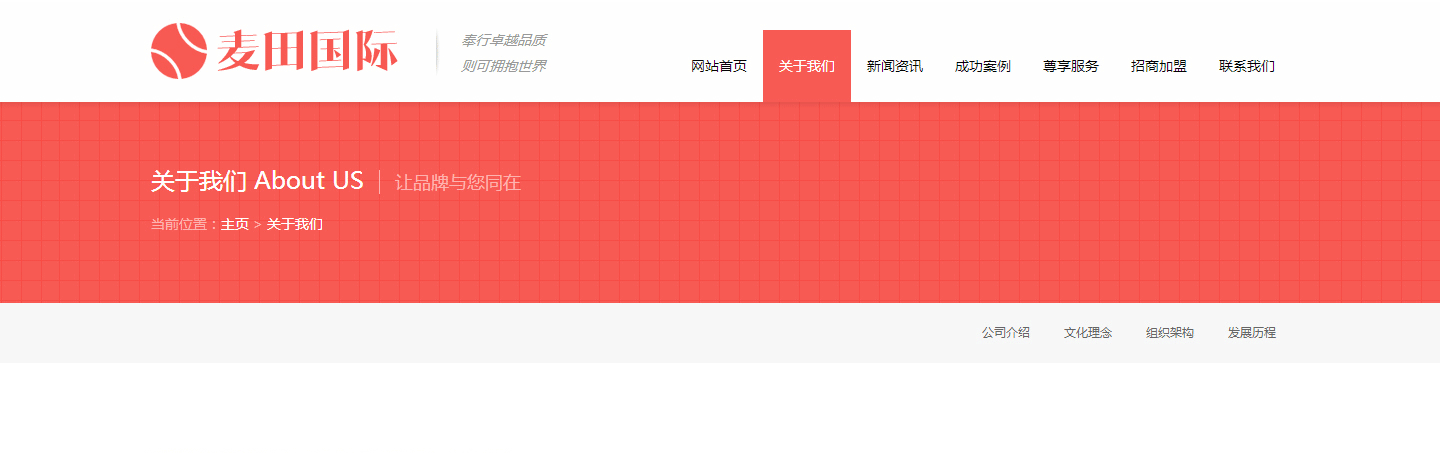 麦田国际
奉行卓越品质
则可拥抱世界
网站首页 关于我们 新闻资讯 成功案例 尊享服务 招商加盟 联系我们
关于我们 About US 让品牌与您同在
当前位置：主页 > 关于我们
公司介绍 文化理念 组织架构 发展历程